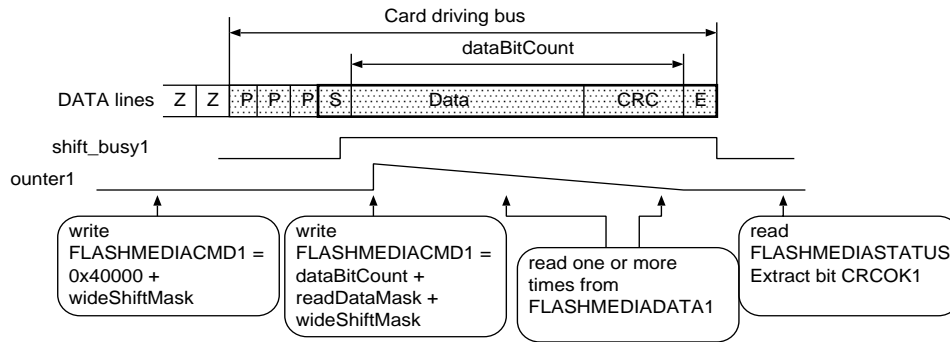 Card driving bus
dataBitCount
DATA lines Z Z P P P S Data CRC E
shift_busy1
ounter1
write
FLASHMEDIACMD1 =
0x40000 +
wideShiftMask
write
FLASHMEDIACMD1 =
dataBitCount +
readDataMask +
wideShiftMask
read one or more
times from
FLASHMEDIADATA1
read
FLASHMEDIASTATUS
Extract bit CRCOK1